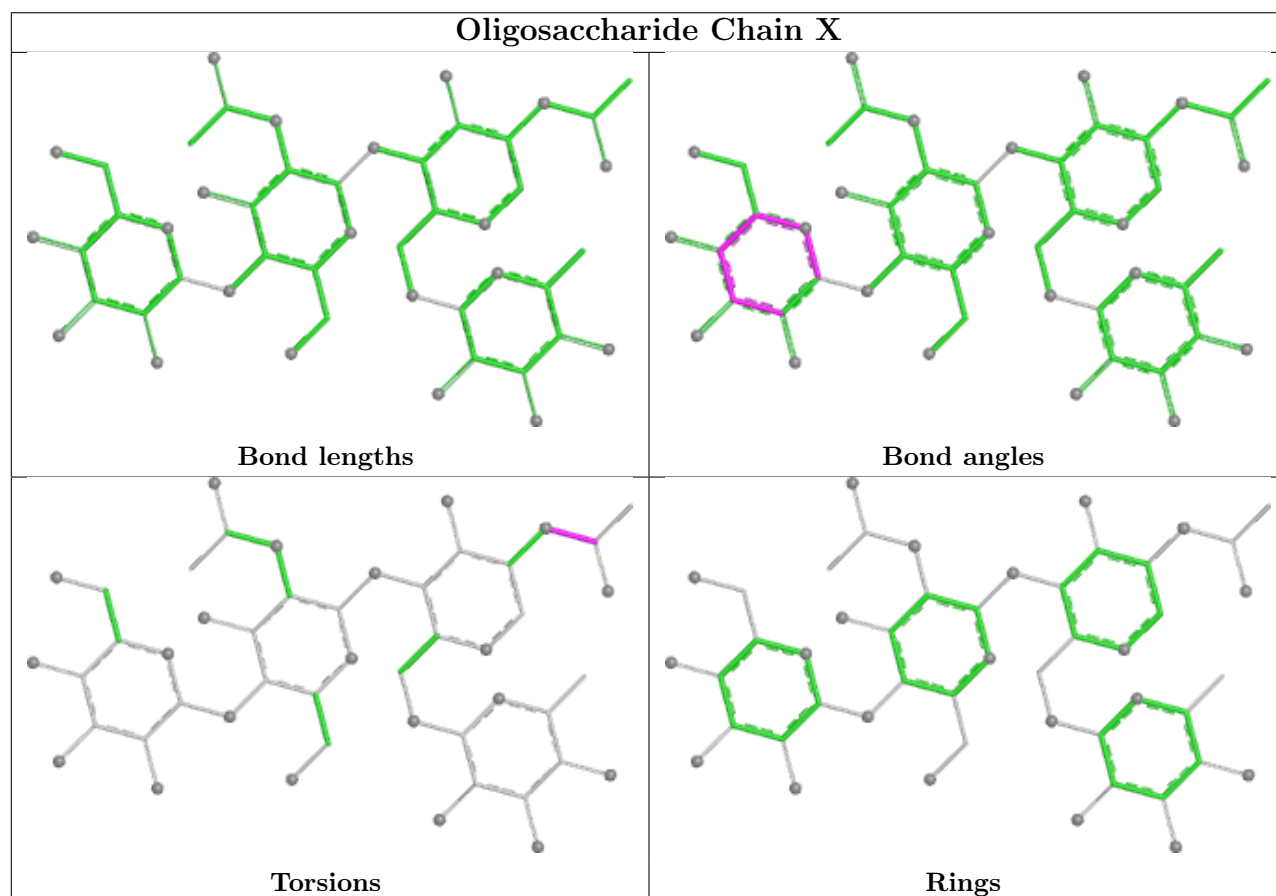 Oligosaccharide Chain X
Bond lengths
Bond angles
Torsions
Rings